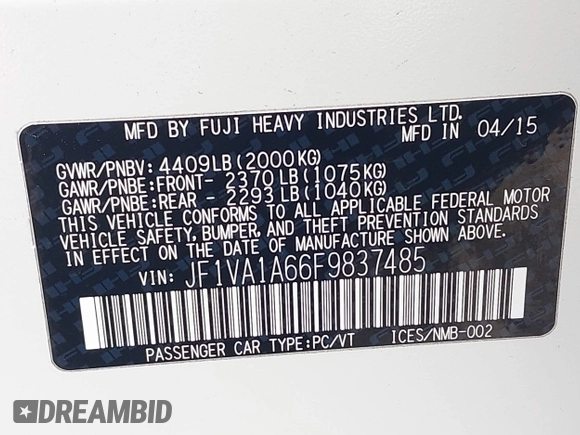 MFD BY FUJI HEAVY INDUSTRIES LTD.
MFD IN 04/15
GVWR/PNBV: 4409LB(2000KG)
GAWR/PNBE:FRONT- 2370LB(1075KG)
GAWR/PNBE:REAR - 2293LB(1040KG)
THIS VEHICLE CONFORMS TO ALL APPLICABLE FEDERAL MOTOR
VEHICLE SAFETY, BUMPER, AND THEFT PREVENTION STANDARDS
IN EFFECT ON THE DATE OF MANUFACTURE SHOWN ABOVE.
VIN: JF1VA1A66F9837485
PASSENGER CAR TYPE:PC/VT ICES/NMB-002
DREAMBID